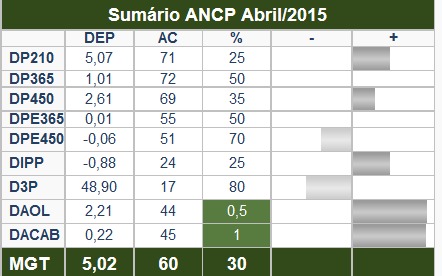 Sumário ANCP Abril/2015
DEP AC % - +
DP210 5,07 71 25
DP365 1,01 72 50
DP450 2,61 69 35
DPE365 0,01 55 50
DPE450 -0,06 51 70
DIPP -0,88 24 25
D3P 48,90 17 80
DAOL 2,21 44 0,5
DACAB 0,22 45 1
MGT 5,02 60 30